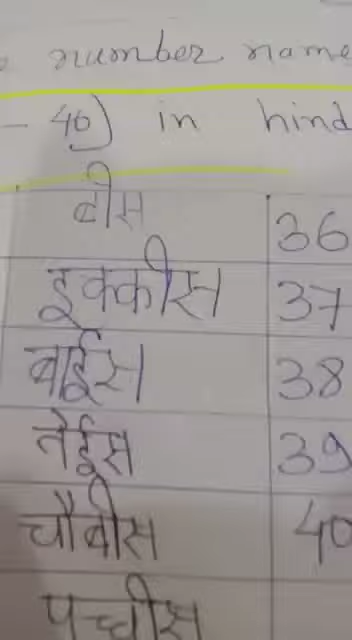 number name
- 40) in hind
बीस 36
इक्कीस 37
बाईस 38
तेईस 39
चौबीस 40
पच्चीस